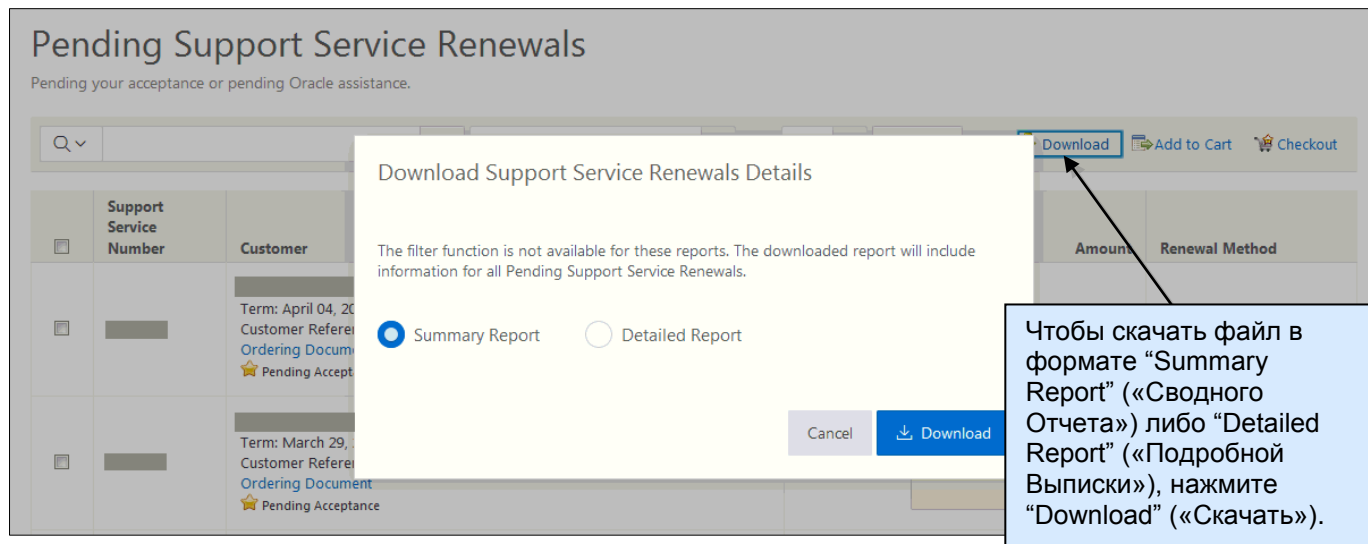 Pending Support Service Renewals
Pending your acceptance or pending Oracle assistance.
Download
Add to Cart
Checkout
Support
Service
Number
Customer
Amount
Renewal Method
Term: April 04, 20
Customer Refere
Ordering Docum
Pending Accept
Term: March 29,
Customer Refere
Ordering Document
Pending Acceptance
Download Support Service Renewals Details
The filter function is not available for these reports. The downloaded report will include
information for all Pending Support Service Renewals.
Summary Report
Detailed Report
Cancel
Download
Чтобы скачать файл в
формате “Summary
Report” («Сводного
Отчета») либо “Detailed
Report” («Подробной
Выписки»), нажмите
“Download” («Скачать»).